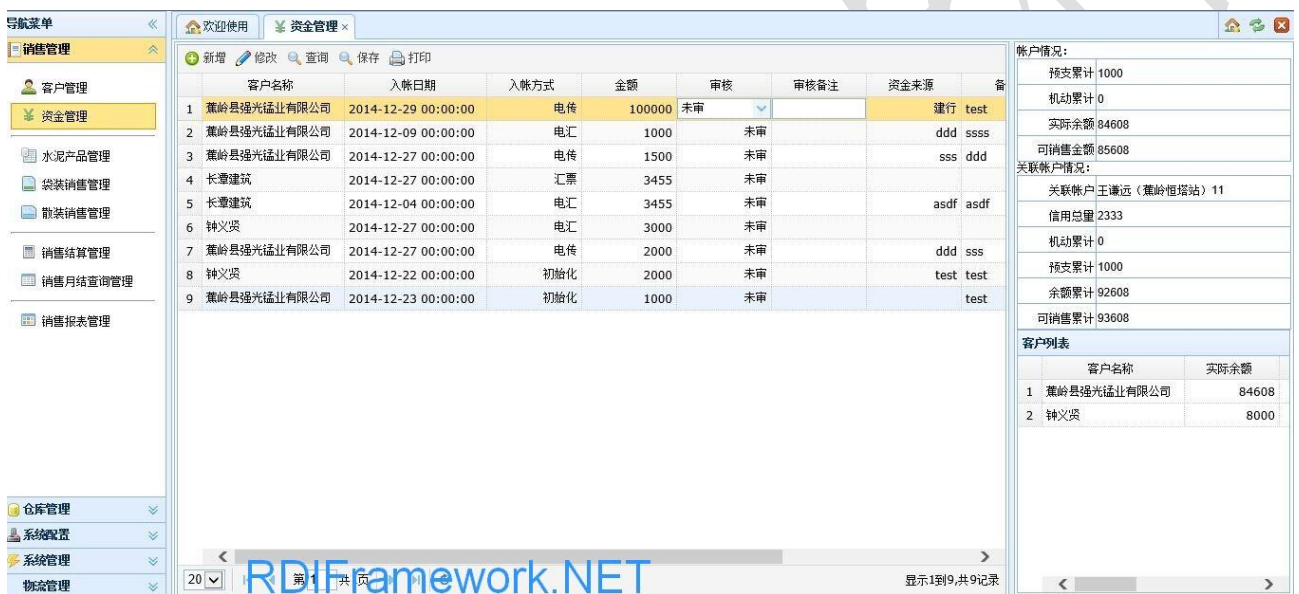 导航菜单
销售管理
客户管理
资金管理
水泥产品管理
袋装销售管理
散装销售管理
销售结算管理
销售月结查询管理
销售报表管理
仓库管理
系统配置
系统管理
物流管理
欢迎使用 资金管理 ×
新增 修改 查询 保存 打印
客户名称 入帐日期 入帐方式 金额 审核 审核备注 资金来源 备
1 蕉岭县强光锰业有限公司 2014-12-29 00:00:00 电传 100000 未审 建行 test
2 蕉岭县强光锰业有限公司 2014-12-09 00:00:00 电汇 1000 未审 ddd ssss
3 蕉岭县强光锰业有限公司 2014-12-27 00:00:00 电传 1500 未审 sss ddd
4 长潭建筑 2014-12-27 00:00:00 汇票 3455 未审
5 长潭建筑 2014-12-04 00:00:00 电汇 3455 未审 asdf asdf
6 钟义贤 2014-12-27 00:00:00 电汇 3000 未审
7 蕉岭县强光锰业有限公司 2014-12-27 00:00:00 电传 2000 未审 ddd sss
8 钟义贤 2014-12-22 00:00:00 初始化 2000 未审 test test
9 蕉岭县强光锰业有限公司 2014-12-23 00:00:00 初始化 1000 未审 test
20 第 1 共 页
显示1到9,共9记录
RDIFramework.NET
帐户情况:
预支累计 1000
机动累计 0
实际余额 84608
可销售金额 85608
关联帐户情况:
关联帐户 王谦远（蕉岭恒塔站）11
信用总量 2333
机动累计 0
预支累计 1000
余额累计 92608
可销售累计 93608
客户列表
客户名称 实际余额
1 蕉岭县强光锰业有限公司 84608
2 钟义贤 8000